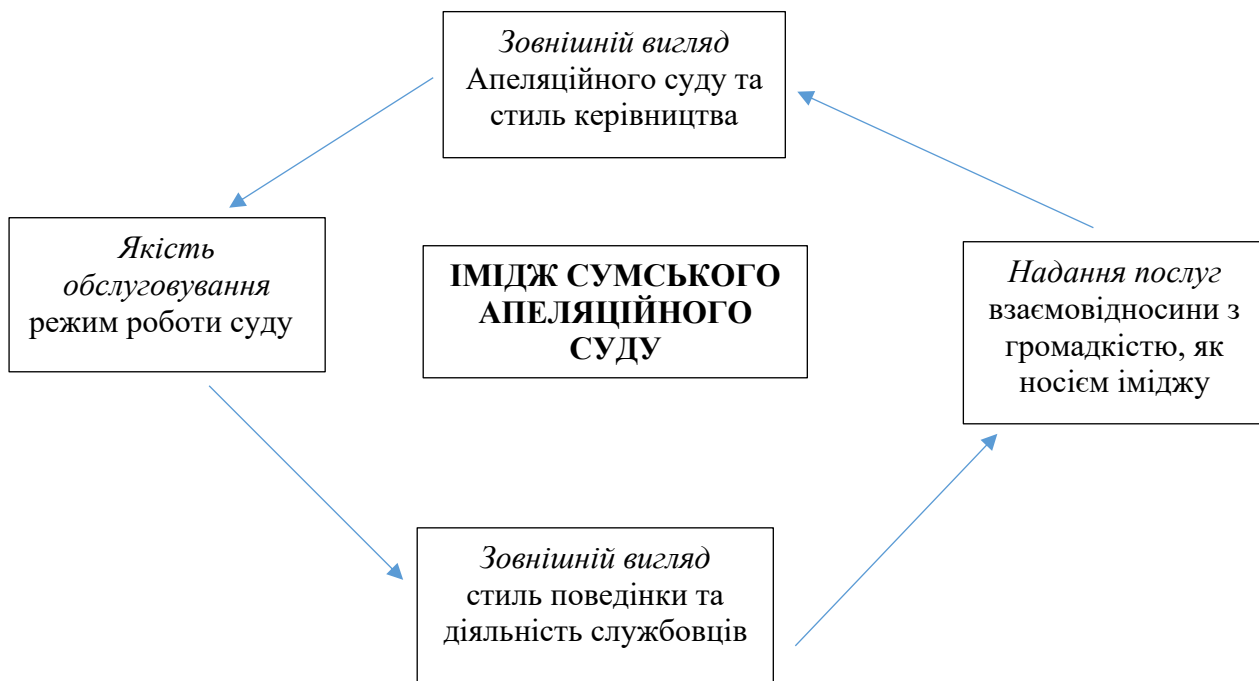 Зовнішній вигляд
Апеляційного суду та
стиль керівництва
Якість
обслуговування
режим роботи суду
ІМІДЖ СУМСЬКОГО
АПЕЛЯЦІЙНОГО
СУДУ
Надання послуг
взаємовідносини з
громадкістю, як
носієм іміджу
Зовнішній вигляд
стиль поведінки та
діяльність службовців